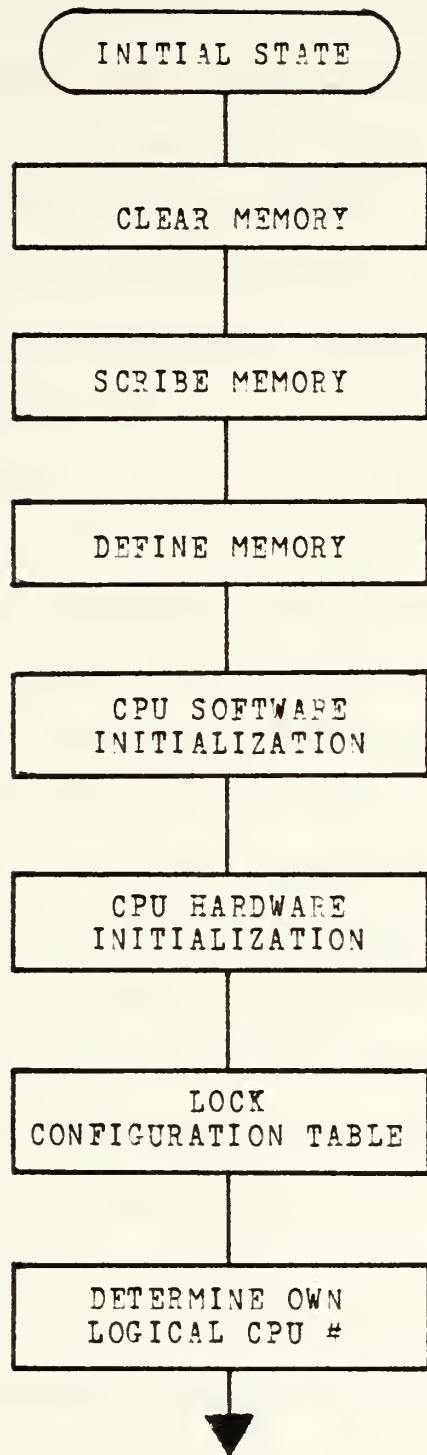 INITIAL STATE
CLEAR MEMORY
SCRIBE MEMORY
DEFINE MEMORY
CPU SOFTWARE
INITIALIZATION
CPU HARDWARE
INITIALIZATION
LOCK
CONFIGURATION TABLE
DETERMINE OWN
LOGICAL CPU #